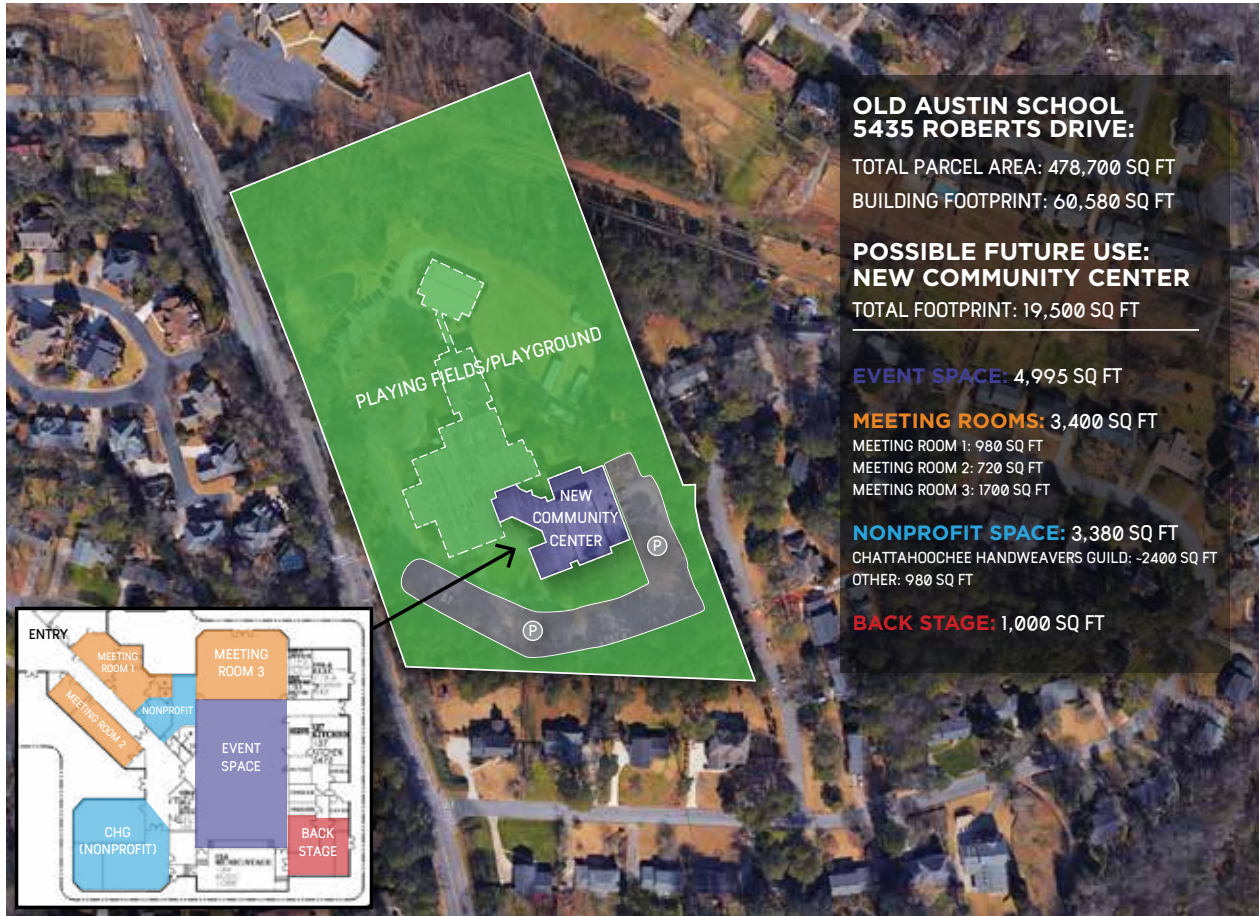 OLD AUSTIN SCHOOL
5435 ROBERTS DRIVE:
TOTAL PARCEL AREA: 478,700 SQ FT
BUILDING FOOTPRINT: 60,580 SQ FT
POSSIBLE FUTURE USE:
NEW COMMUNITY CENTER
TOTAL FOOTPRINT: 19,500 SQ FT
EVENT SPACE: 4,995 SQ FT
MEETING ROOMS: 3,400 SQ FT
MEETING ROOM 1: 980 SQ FT
MEETING ROOM 2: 720 SQ FT
MEETING ROOM 3: 1700 SQ FT
NONPROFIT SPACE: 3,380 SQ FT
CHATTAHOOCHEE HANDWEAVERS GUILD: ~2400 SQ FT
OTHER: 980 SQ FT
BACK STAGE: 1,000 SQ FT
PLAYING FIELDS/PLAYGROUND
NEW
COMMUNITY
CENTER
P
P
ENTRY
MEETING
ROOM 1
MEETING
ROOM 3
MEETING ROOM 2
NONPROFIT
EVENT
SPACE
KITCHEN
CHG
(NONPROFIT)
BACK
STAGE